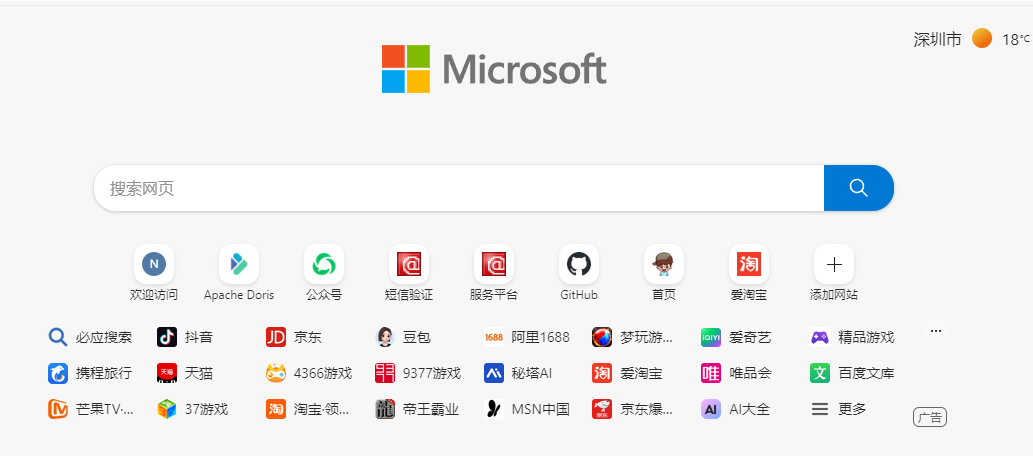 深圳市 18°C
Microsoft
搜索网页
N
欢迎访问 Apache Doris 公众号 短信验证 服务平台 GitHub 首页 爱淘宝 添加网站
必应搜索 抖音 京东 豆包 阿里1688 梦玩游... 爱奇艺 精品游戏 ...
携程旅行 天猫 4366游戏 9377游戏 秘塔AI 爱淘宝 唯品会 百度文库
芒果TV·... 37游戏 淘宝·领... 帝王霸业 MSN中国 京东爆... AI大全 更多
广告